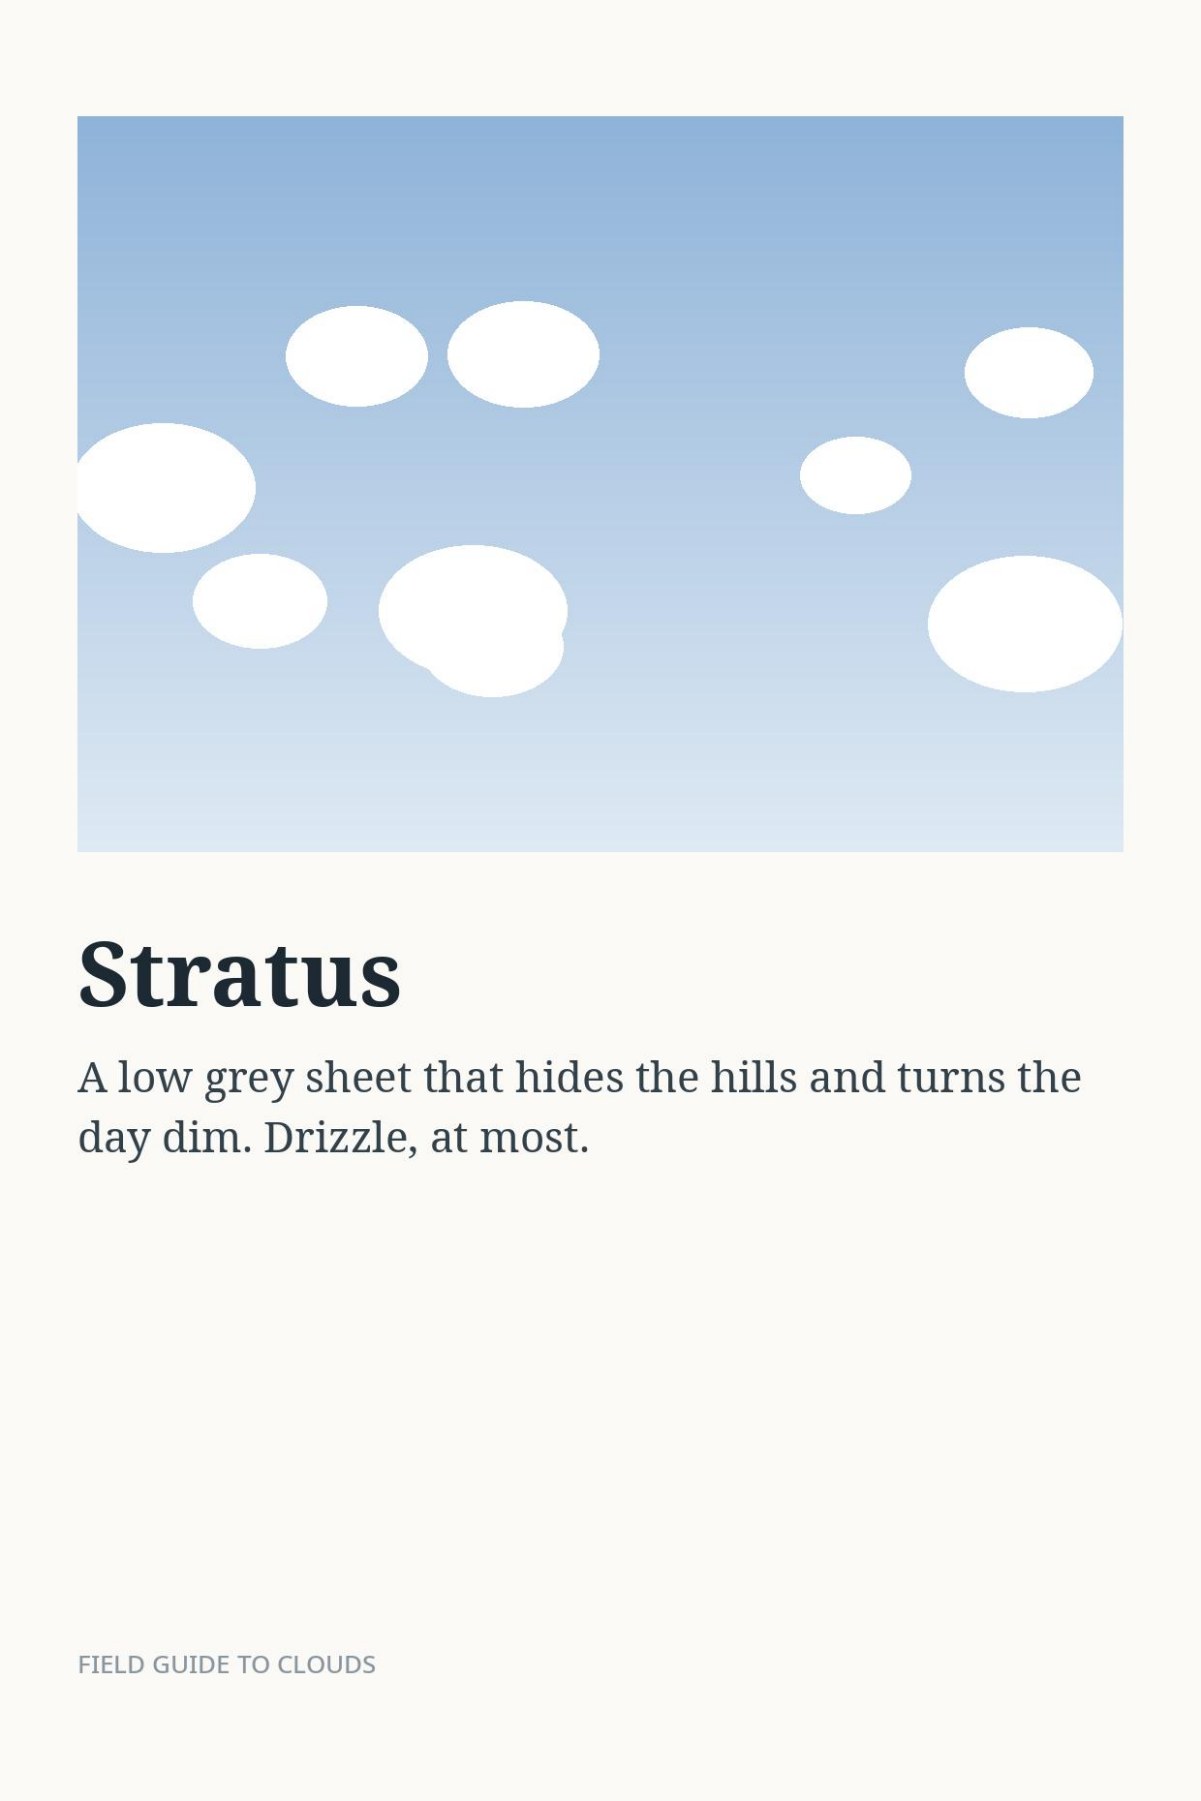 Stratus
A low grey sheet that hides the hills and turns the
day dim. Drizzle, at most.
FIELD GUIDE TO CLOUDS